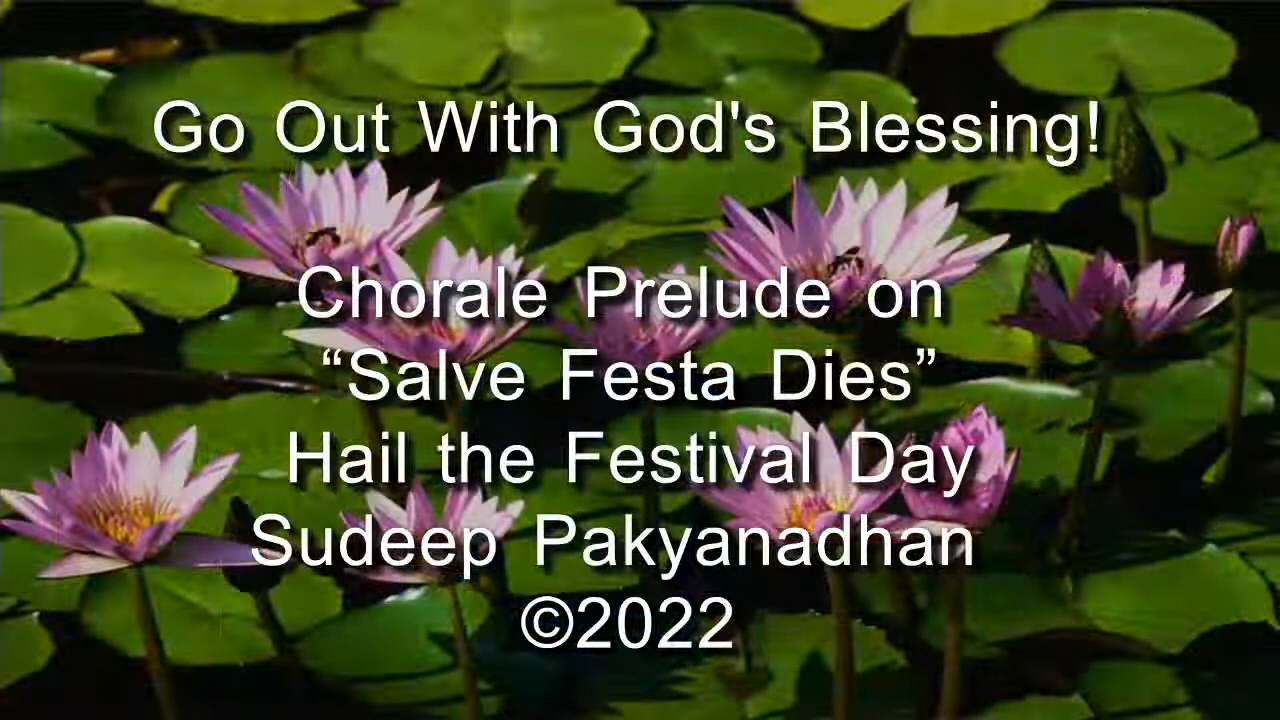 Go Out With God's Blessing!
Chorale Prelude on
“Salve Festa Dies”
Hail the Festival Day
Sudeep Pakyanadhan
©2022